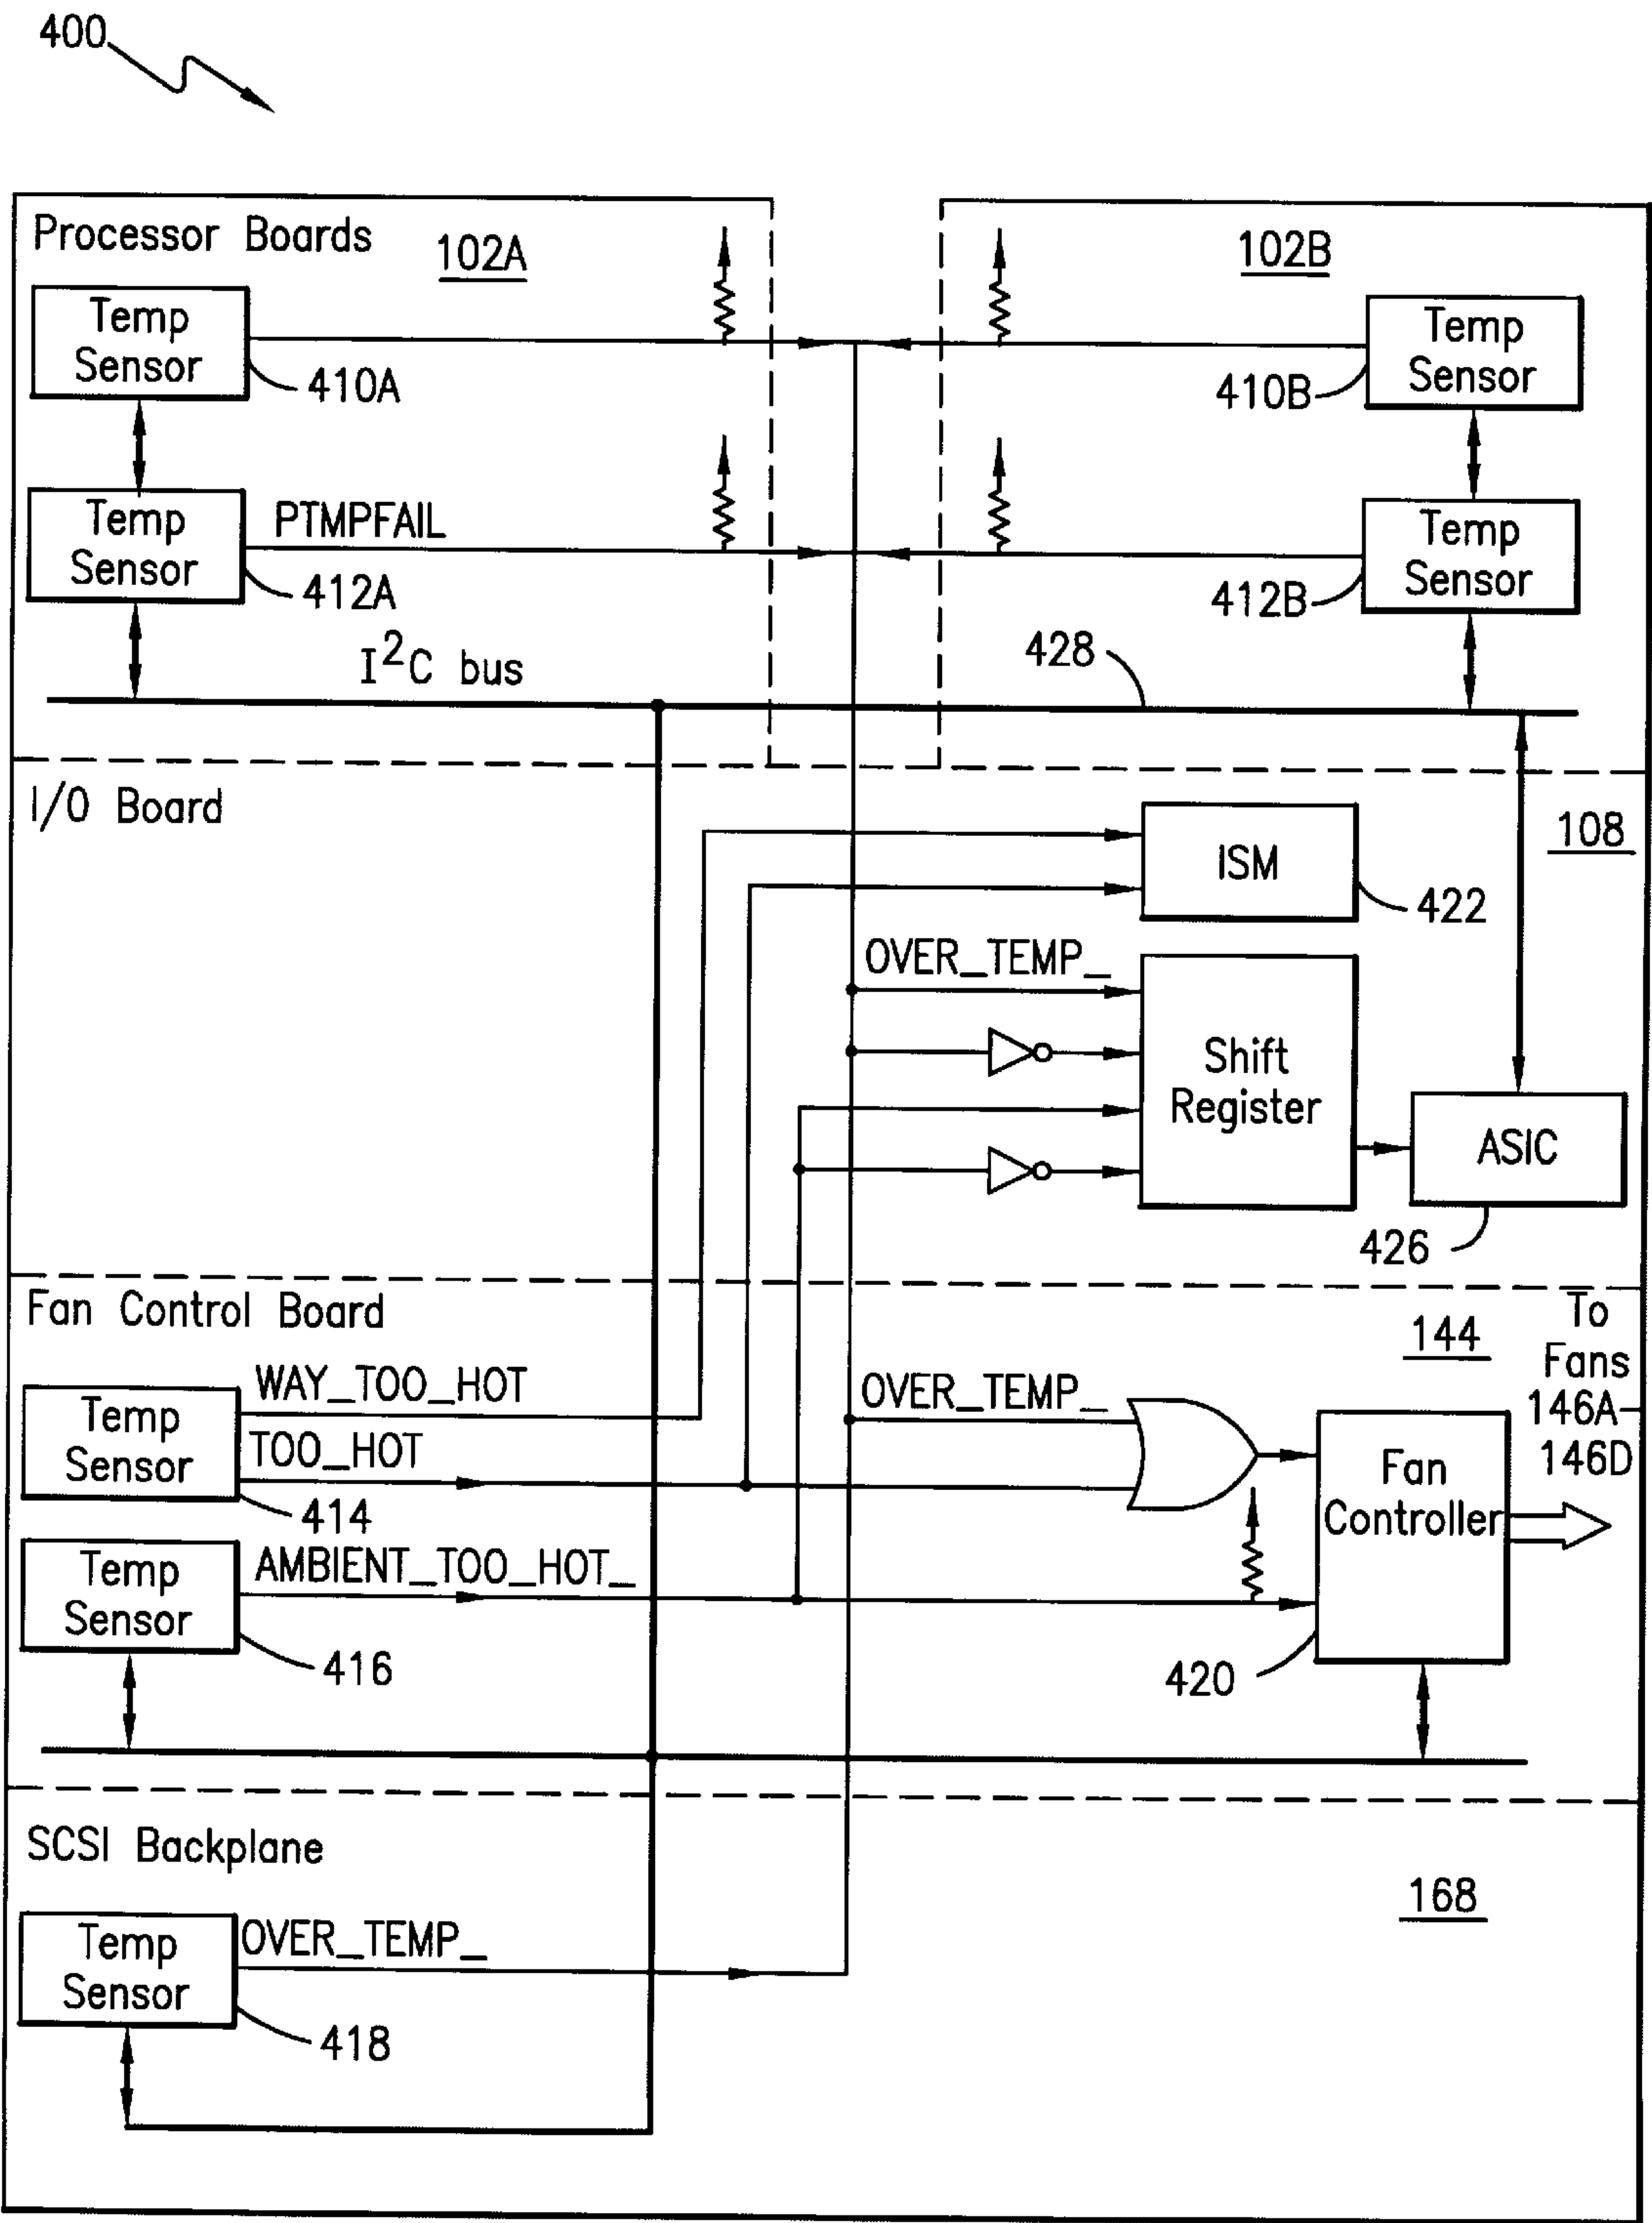 400
Processor Boards
102A
102B
Temp
Sensor
410A
Temp
Sensor
410B
Temp
Sensor
PTMPFAIL
412A
Temp
Sensor
412B
I²C bus
428
I/O Board
108
ISM
422
OVER_TEMP_
Shift
Register
ASIC
426
Fan Control Board
144
To
Fans
146A-
146D
WAY_TOO_HOT
Temp
Sensor
TOO_HOT
414
OVER_TEMP_
Fan
Controller
Temp
Sensor
AMBIENT_TOO_HOT_
416
420
SCSI Backplane
168
Temp
Sensor
OVER_TEMP_
418